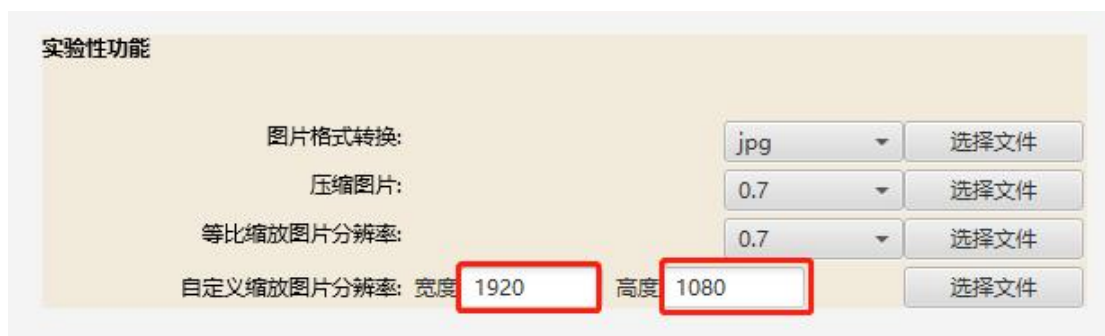 实验性功能
图片格式转换: jpg 选择文件
压缩图片: 0.7 选择文件
等比缩放图片分辨率: 0.7 选择文件
自定义缩放图片分辨率: 宽度 1920 高度 1080 选择文件